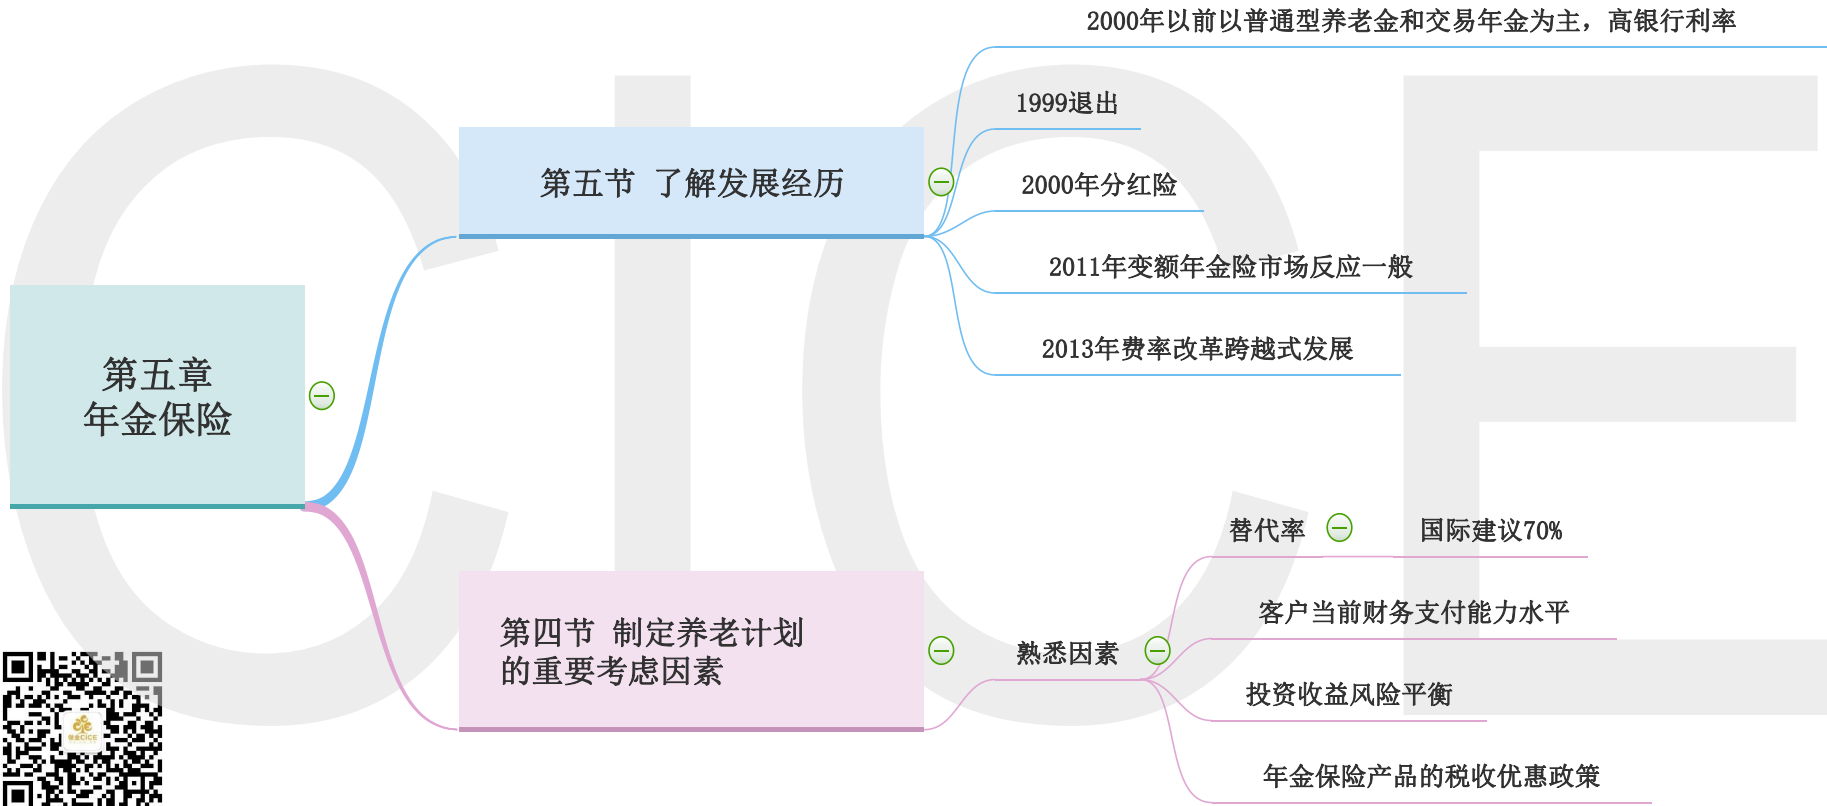 第五章
年金保险
第五节 了解发展经历
2000年以前以普通型养老金和交易年金为主，高银行利率
1999退出
2000年分红险
2011年变额年金险市场反应一般
2013年费率改革跨越式发展
第四节 制定养老计划
的重要考虑因素
熟悉因素
替代率
国际建议70%
客户当前财务支付能力水平
投资收益风险平衡
年金保险产品的税收优惠政策
CICE